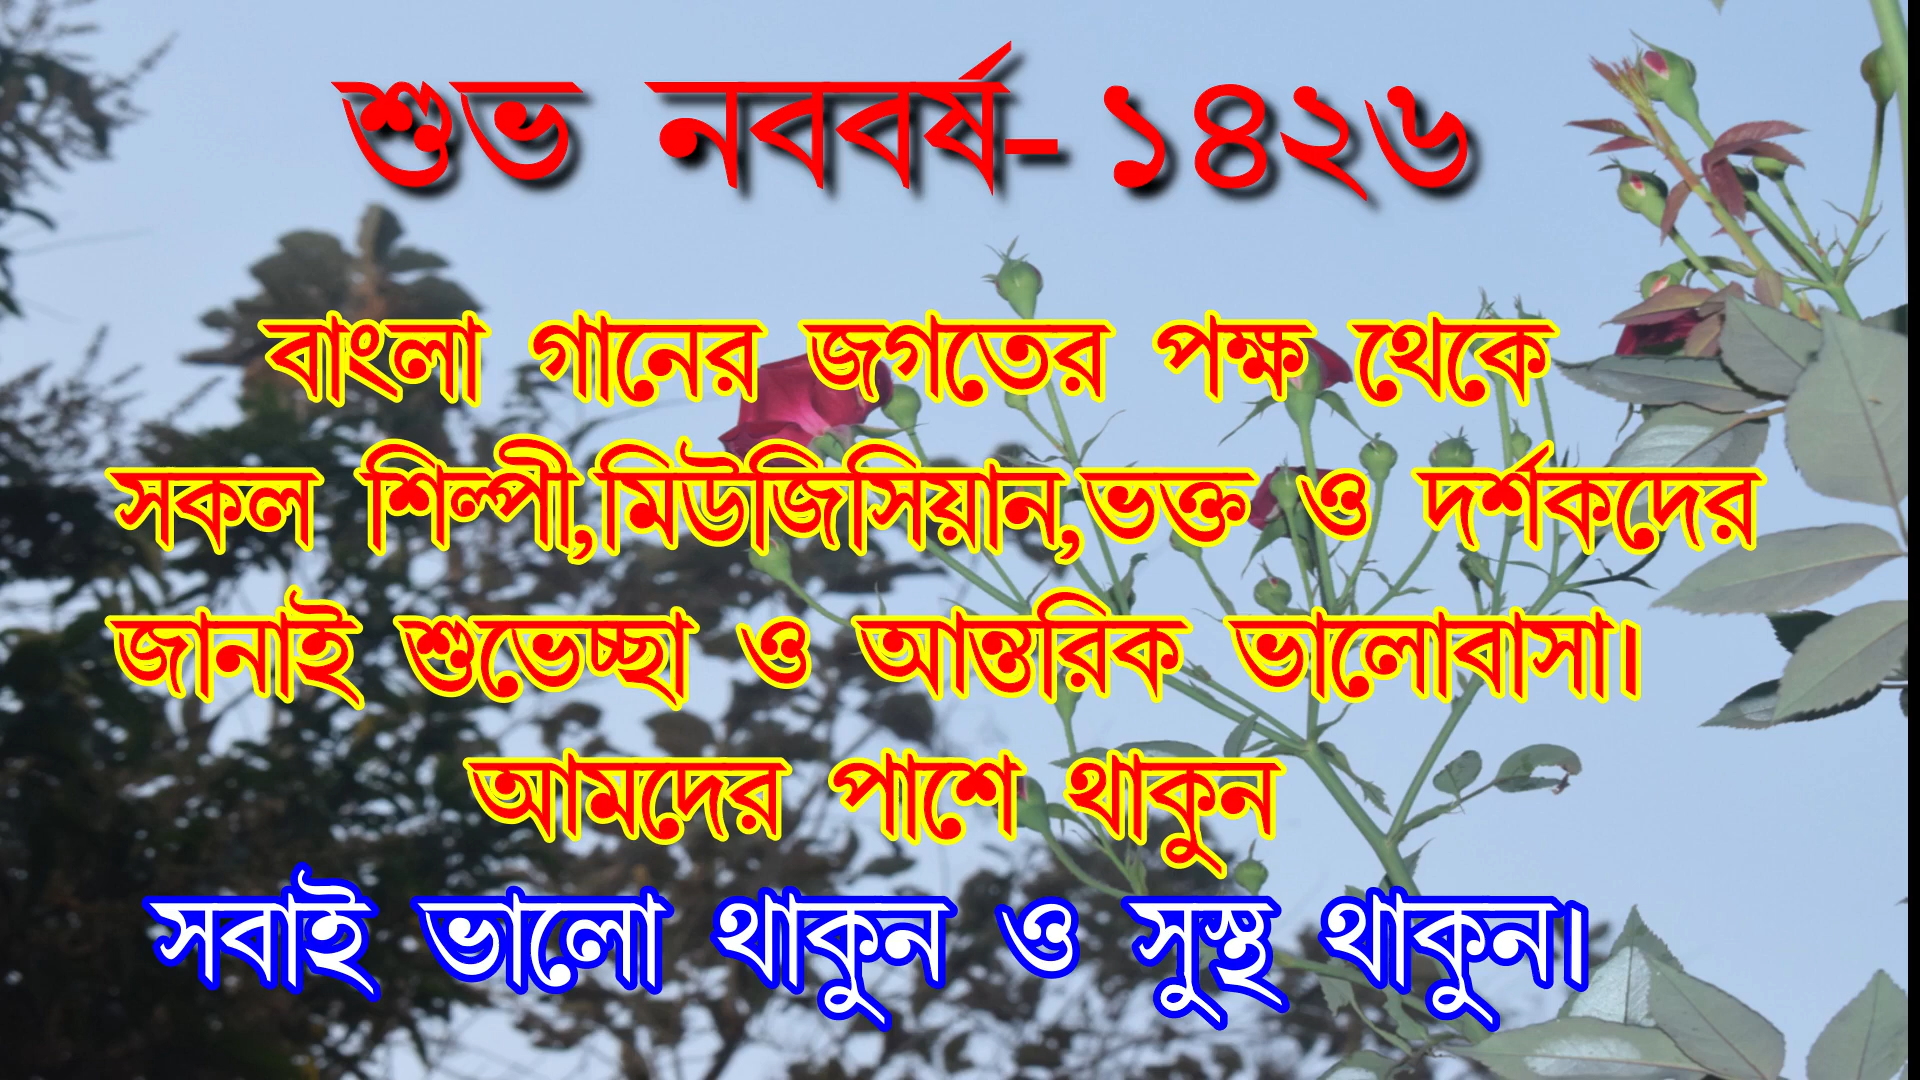 শুভ নববর্ষ- ১৪২৬
বাংলা গানের জগতের পক্ষ থেকে
সকল শিল্পী,মিউজিসিয়ান,ভক্ত ও দর্শকদের
জানাই শুভেচ্ছা ও আন্তরিক ভালোবাসা।
আমদের পাশে থাকুন
সবাই ভালো থাকুন ও সুস্থ থাকুন।